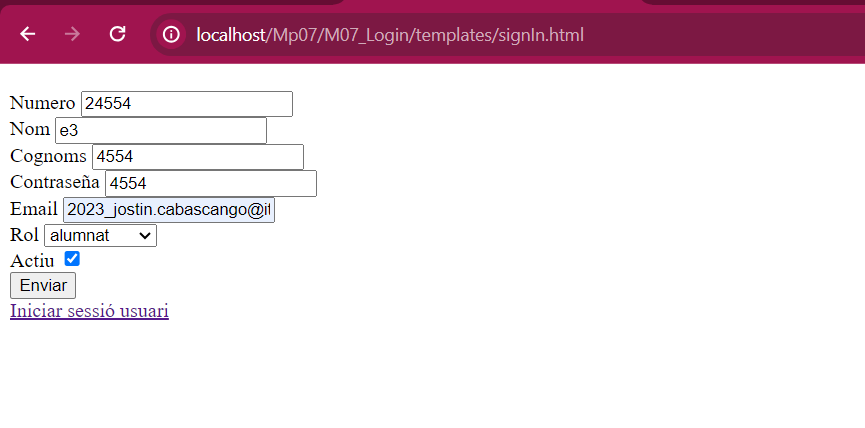 localhost/Mp07/M07_Login/templates/signIn.html
Numero 24554
Nom e3
Cognoms 4554
Contraseña 4554
Email 2023_jostin.cabascango@it
Rol alumnat
Actiu
Enviar
Iniciar sessió usuari